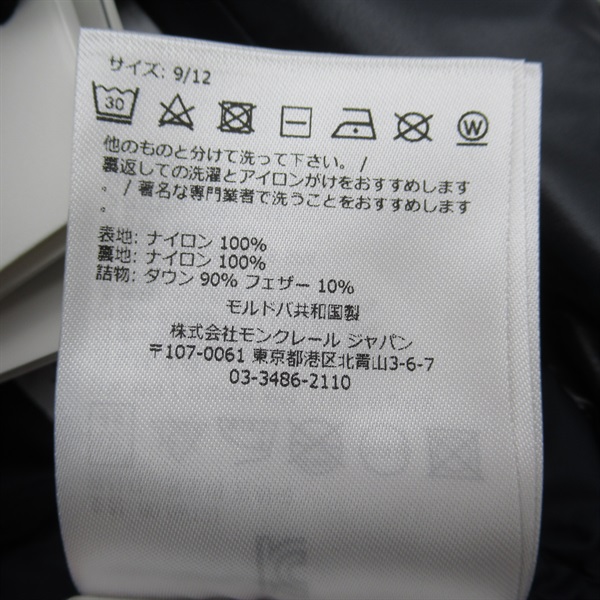 サイズ: 9/12
30
W
他のものと分けて洗って下さい。/
裏返しての洗濯とアイロンがけをおすすめします
。/ 著名な専門業者で洗うことをおすすめします
。
表地: ナイロン 100%
裏地: ナイロン 100%
詰物: ダウン 90% フェザー 10%
モルドバ共和国製
株式会社モンクレール ジャパン
〒107-0061 東京都港区北青山3-6-7
03-3486-2110